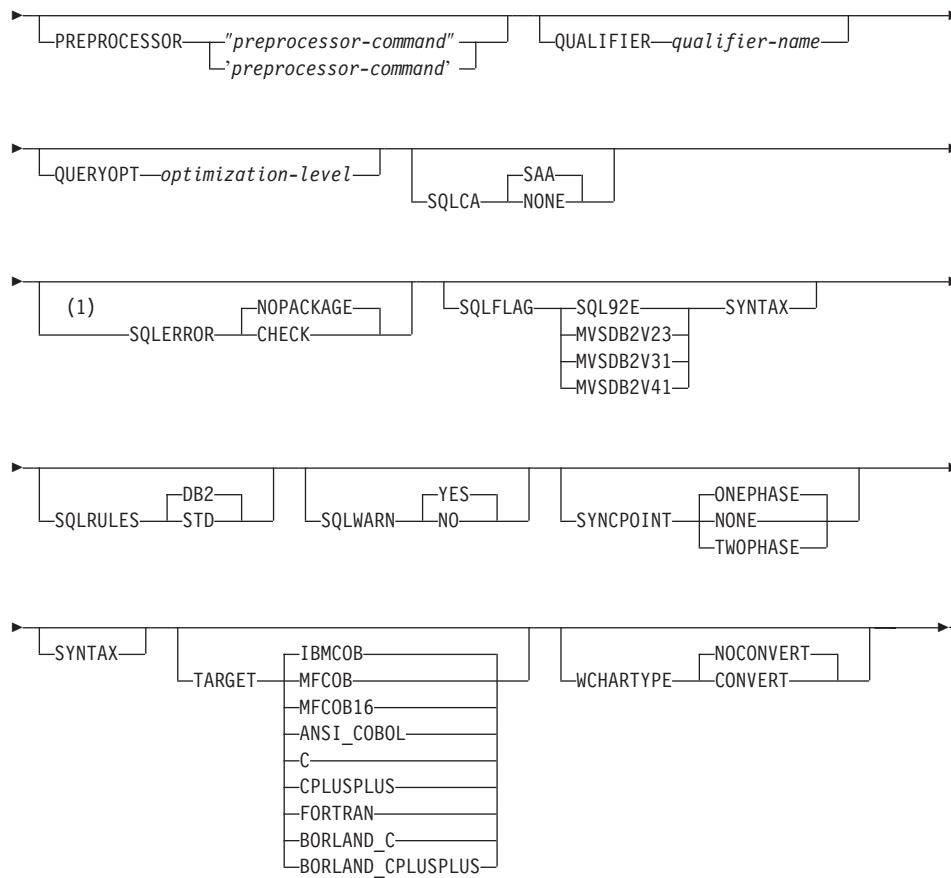 PREPROCESSOR "preprocessor-command" QUALIFIER qualifier-name
'preprocessor-command'
QUERYOPT optimization-level SAA
SQLCA NONE
(1) NOPACKAGE SQLFLAG SQL92E SYNTAX
SQLERROR CHECK MVSDB2V23
MVSDB2V31
MVSDB2V41
DB2 YES ONEPHASE
SQLRULES STD SQLWARN NO SYNCPOINT NONE
TWOPHASE
SYNTAX IBMCOB NOCONVERT
TARGET MFCOB WCHARTYPE CONVERT
MFCOB16
ANSI_COBOL
C
CPLUSPLUS
FORTRAN
BORLAND_C
BORLAND_CPLUSPLUS